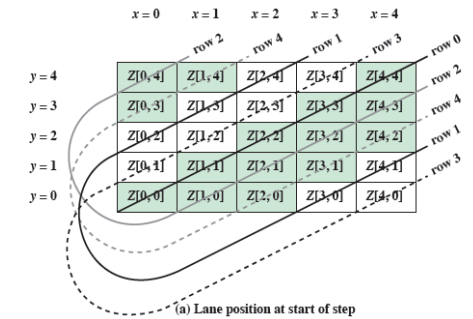 x = 0 x = 1 x = 2 x = 3 x = 4
row 2 row 4 row 1 row 3 row 0
y = 4 Z[0, 4] Z[1, 4] Z[2, 4] Z[3, 4] Z[4, 4] row 2
y = 3 Z[0, 3] Z[1, 3] Z[2, 3] Z[3, 3] Z[4, 3] row 4
y = 2 Z[0, 2] Z[1, 2] Z[2, 2] Z[3, 2] Z[4, 2] row 1
y = 1 Z[0, 1] Z[1, 1] Z[2, 1] Z[3, 1] Z[4, 1] row 3
y = 0 Z[0, 0] Z[1, 0] Z[2, 0] Z[3, 0] Z[4, 0]
(a) Lane position at start of step